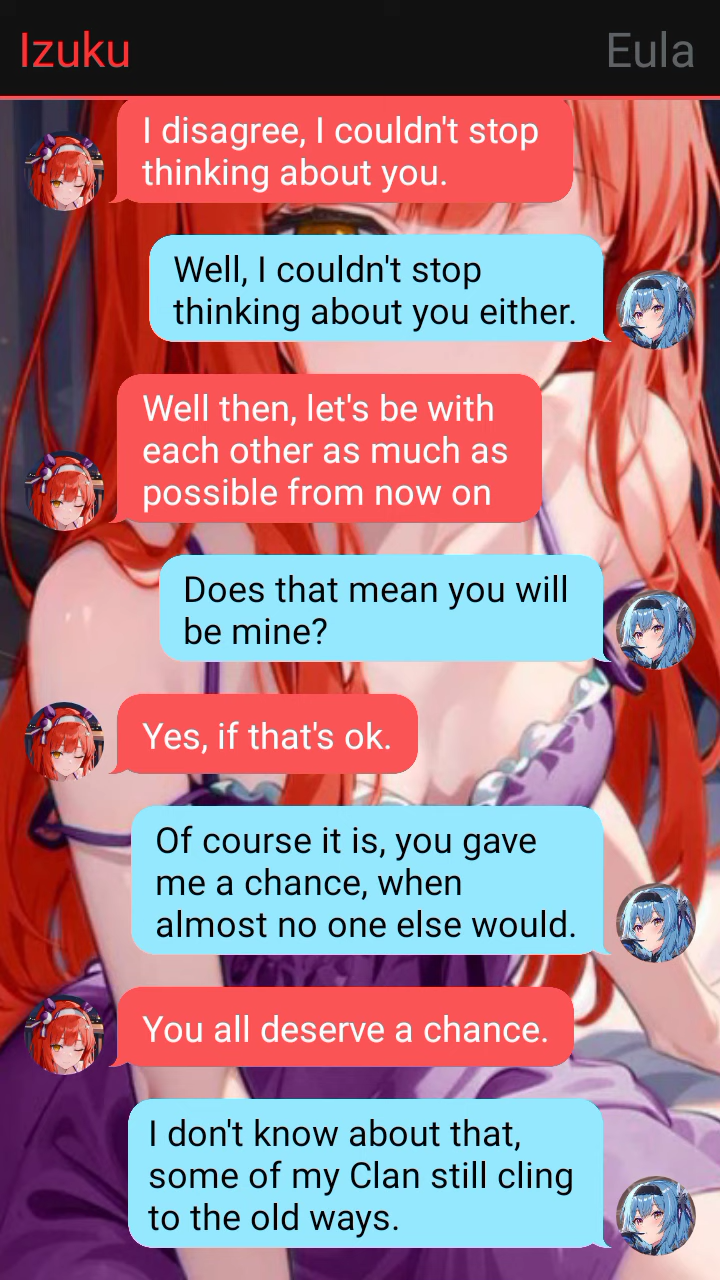 Izuku
Eula
I disagree, I couldn't stop
thinking about you.
Well, I couldn't stop
thinking about you either.
Well then, let's be with
each other as much as
possible from now on
Does that mean you will
be mine?
Yes, if that's ok.
Of course it is, you gave
me a chance, when
almost no one else would.
You all deserve a chance.
I don't know about that,
some of my Clan still cling
to the old ways.